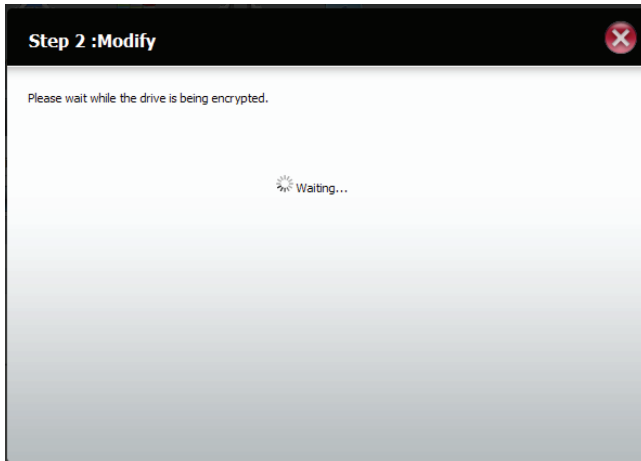 Step 2 :Modify
Please wait while the drive is being encrypted.
Waiting...